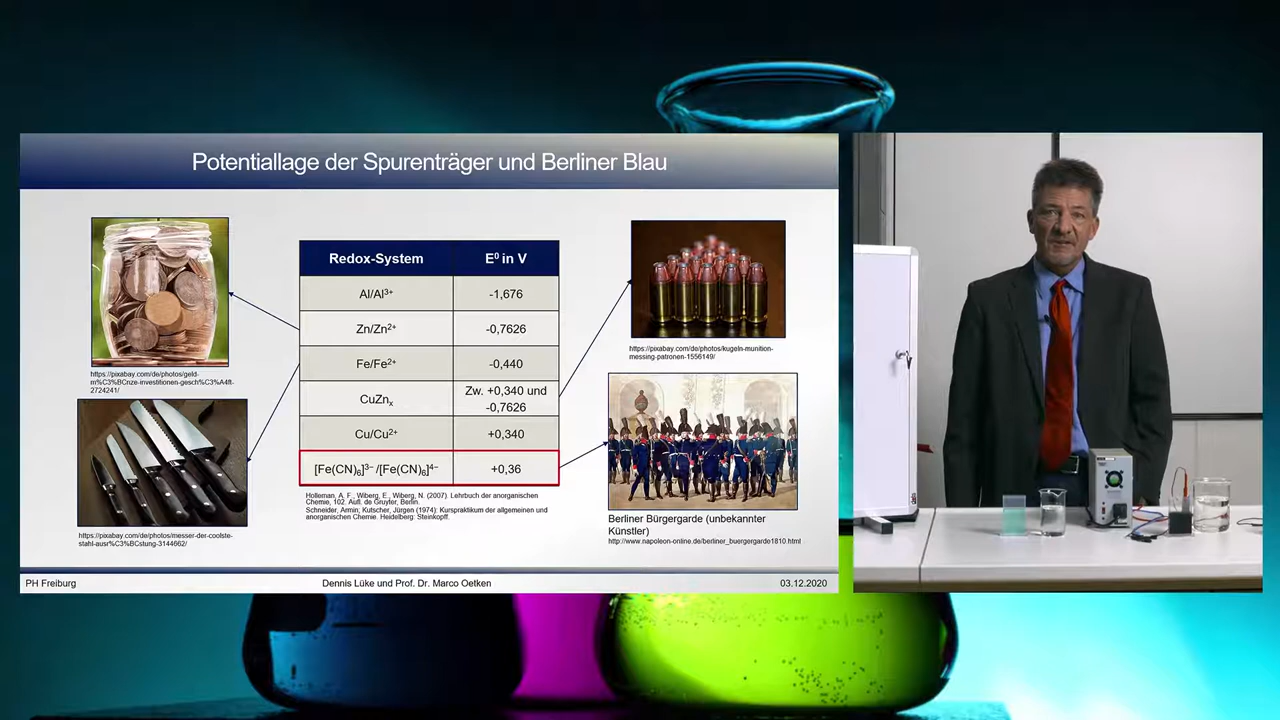 Potentiallage der Spurenträger und Berliner Blau
https://pixabay.com/de/photos/geld-
m%C3%BCnze-investitionen-gesch%C3%A4ft-
2724241/
https://pixabay.com/de/photos/messer-der-coolste-
stahl-ausr%C3%BCstung-3144662/
Redox-System E⁰ in V
Al/Al³⁺ -1,676
Zn/Zn²⁺ -0,7626
Fe/Fe²⁺ -0,440
CuZnₓ Zw. +0,340 und
-0,7626
Cu/Cu²⁺ +0,340
[Fe(CN)₆]³⁻/[Fe(CN)₆]⁴⁻ +0,36
Holleman, A. F., Wiberg, E., Wiberg, N. (2007). Lehrbuch der anorganischen
Chemie, 102. Aufl. de Gruyter, Berlin.
Schneider, Armin; Kutscher, Jürgen (1974): Kurspraktikum der allgemeinen und
anorganischen Chemie. Heidelberg: Steinkopff.
https://pixabay.com/de/photos/kugeln-munition-
messing-patronen-1556149/
Berliner Bürgergarde (unbekannter
Künstler)
http://www.napoleon-online.de/berliner_buergergarde1810.html
PH Freiburg
Dennis Lüke und Prof. Dr. Marco Oetken
03.12.2020